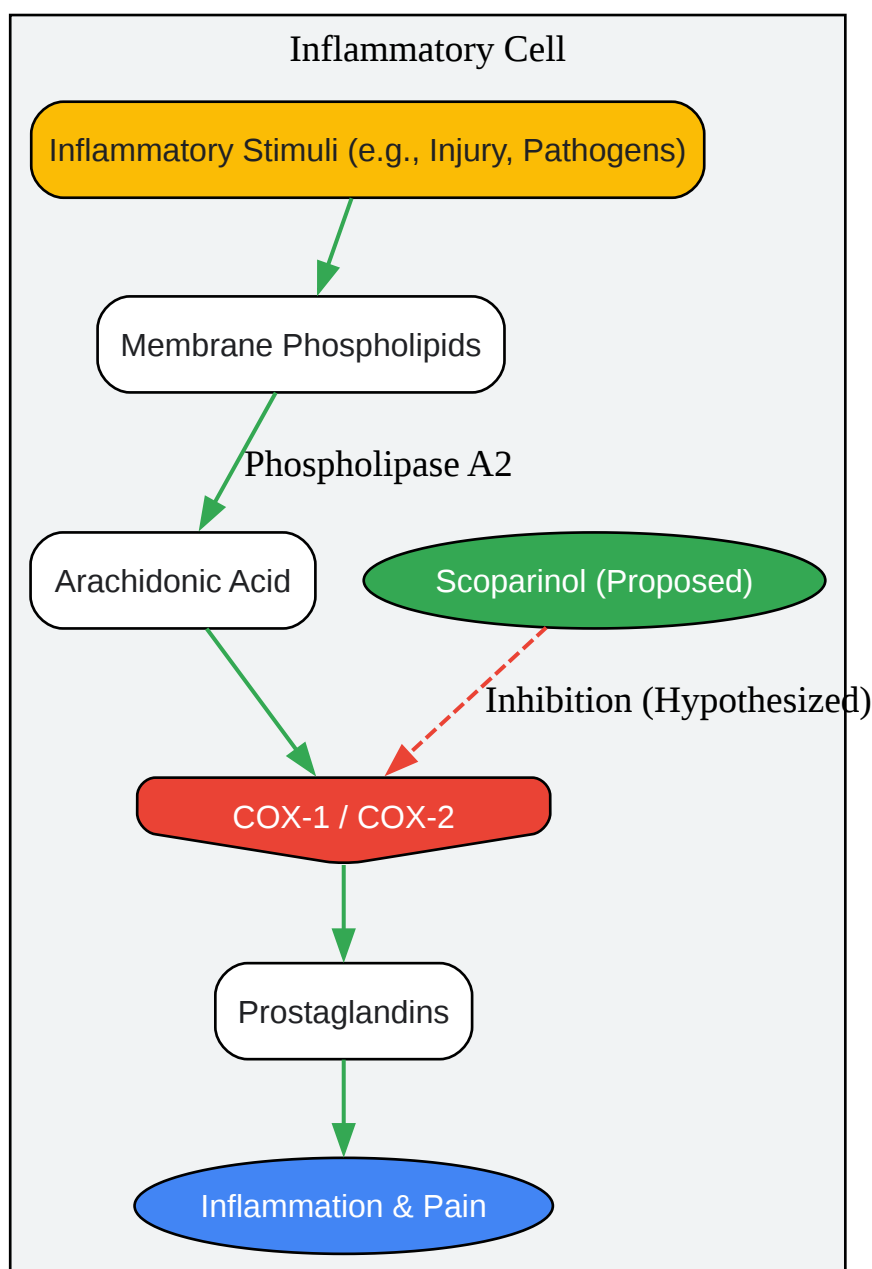 Inflammatory Cell
Inflammatory Stimuli (e.g., Injury, Pathogens)
Membrane Phospholipids
Phospholipase A2
Arachidonic Acid
Scoparinol (Proposed)
Inhibition (Hypothesized)
COX-1 / COX-2
Prostaglandins
Inflammation & Pain